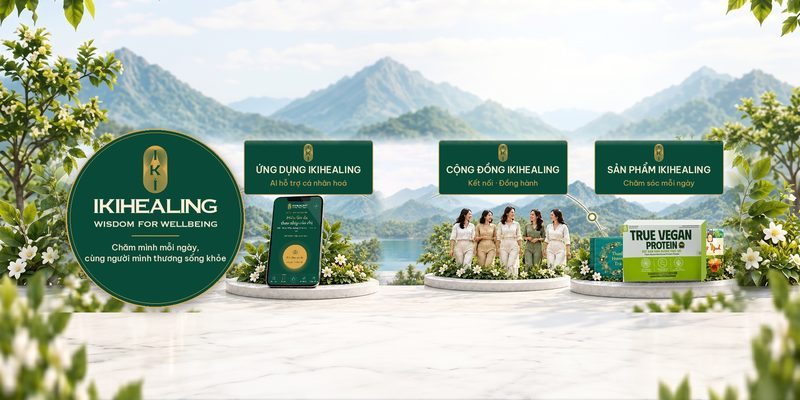 IKI
IKIHEALING
WISDOM FOR WELLBEING
Chăm mình mỗi ngày,
cùng người mình thương sống khỏe
ỨNG DỤNG IKIHEALING
AI hỗ trợ cá nhân hoá
CỘNG ĐỒNG IKIHEALING
Kết nối · Đồng hành
SẢN PHẨM IKIHEALING
Chăm sóc mỗi ngày
TRUE VEGAN
PROTEIN